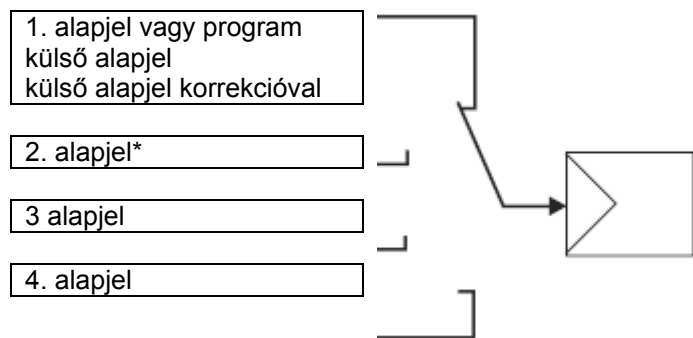 1. alapjel vagy program
külső alapjel
külső alapjel korrekcióval
2. alapjel*
3 alapjel
4. alapjel